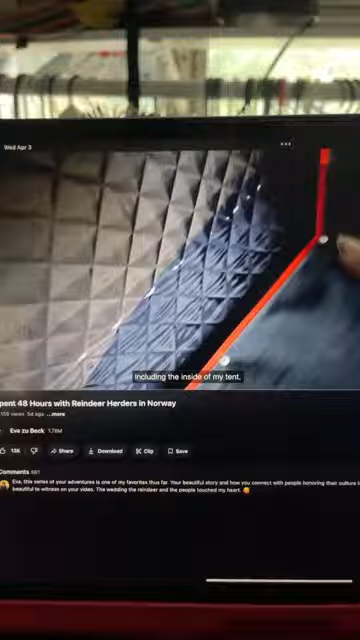 Wed Apr 3
Including the inside of my tent.
pent 48 Hours with Reindeer Herders in Norway
158 views 5d ago ...more
Eva zu Beck 1.78M
13K Share Download Clip Save
Comments 661
Eva, this series of your adventures is one of my favorites thus far. Your beautiful story and how you connect with people honoring their culture
beautiful to witness on your video. The wedding the reindeer and the people touched my heart.